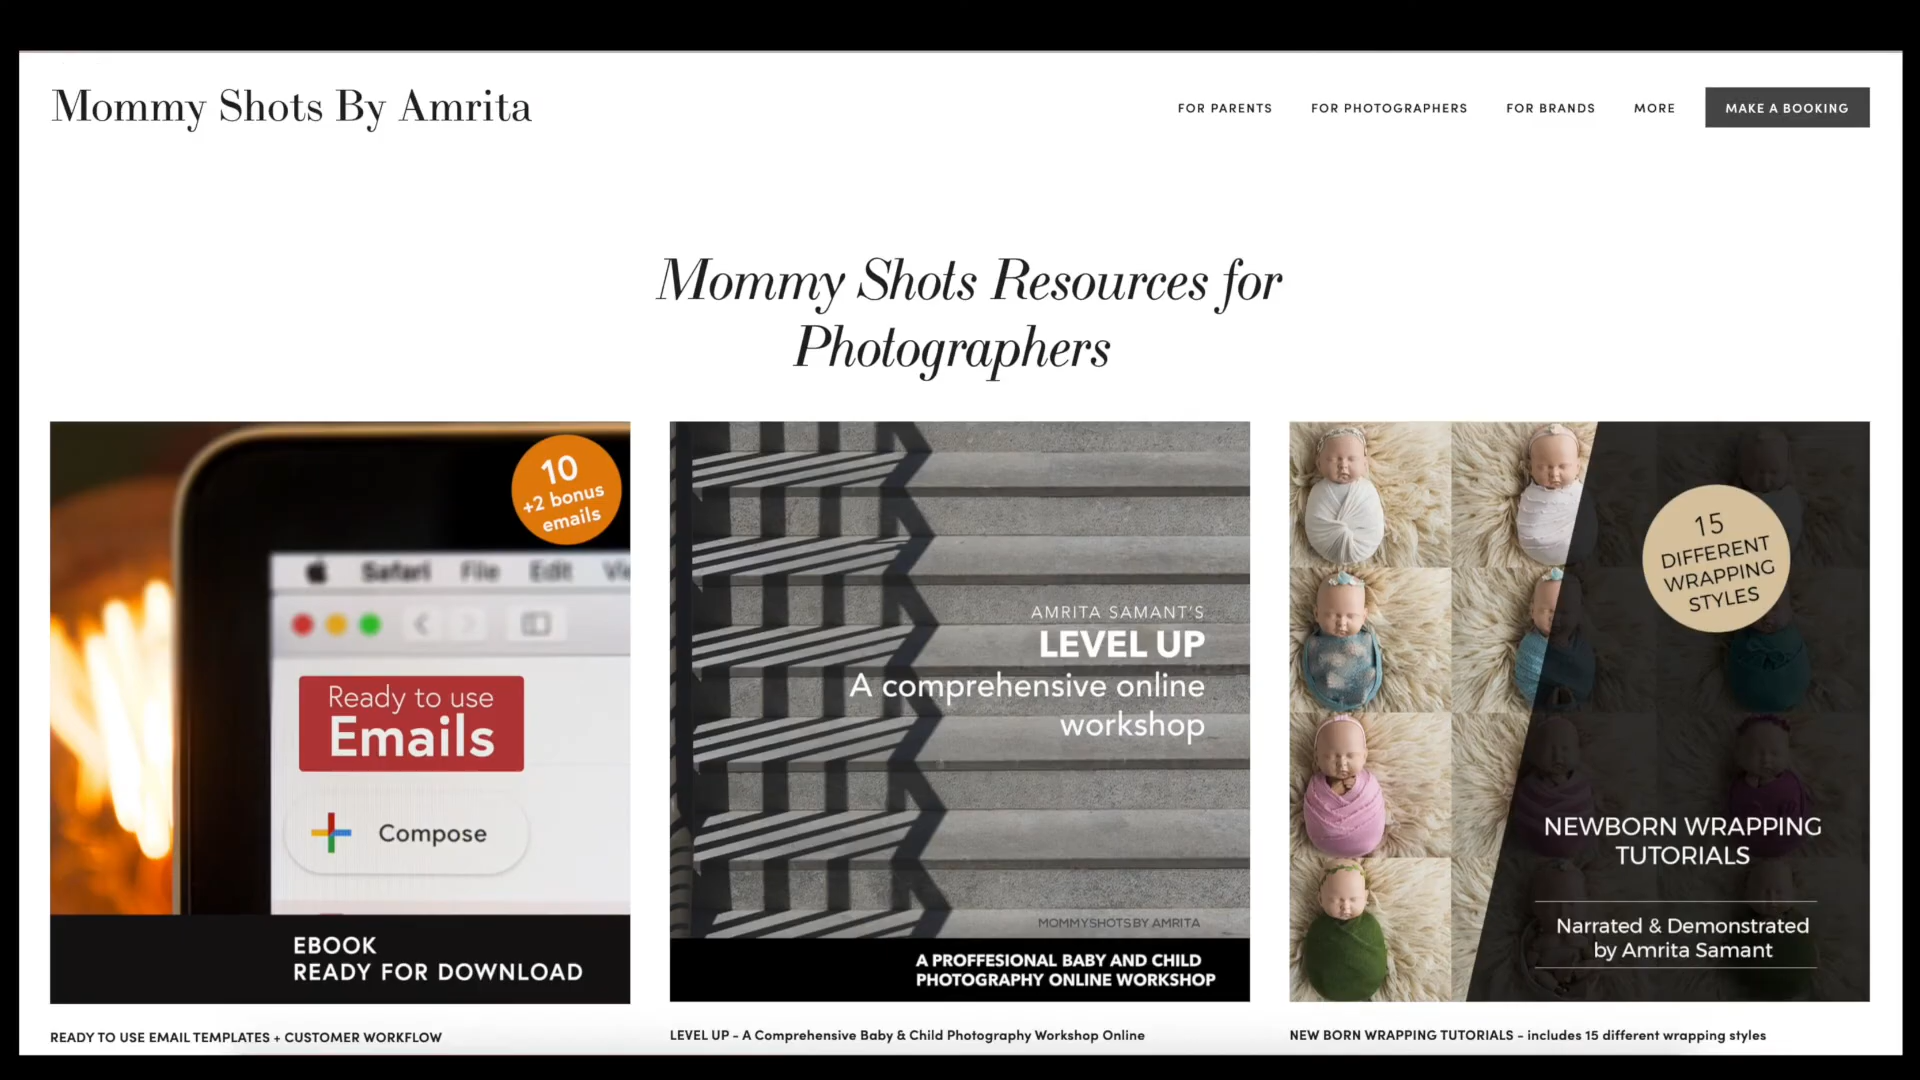 Mommy Shots By Amrita
FOR PARENTS
FOR PHOTOGRAPHERS
FOR BRANDS
MORE
MAKE A BOOKING
Mommy Shots Resources for
Photographers
10
+2 bonus
emails
Safari File Edit
Ready to use
Emails
Compose
EBOOK
READY FOR DOWNLOAD
READY TO USE EMAIL TEMPLATES + CUSTOMER WORKFLOW
AMRITA SAMANT'S
LEVEL UP
A comprehensive online
workshop
MOMMYSHOTS BY AMRITA
A PROFFESIONAL BABY AND CHILD
PHOTOGRAPHY ONLINE WORKSHOP
LEVEL UP - A Comprehensive Baby & Child Photography Workshop Online
15
DIFFERENT
WRAPPING
STYLES
NEWBORN WRAPPING
TUTORIALS
Narrated & Demonstrated
by Amrita Samant
NEW BORN WRAPPING TUTORIALS - includes 15 different wrapping styles